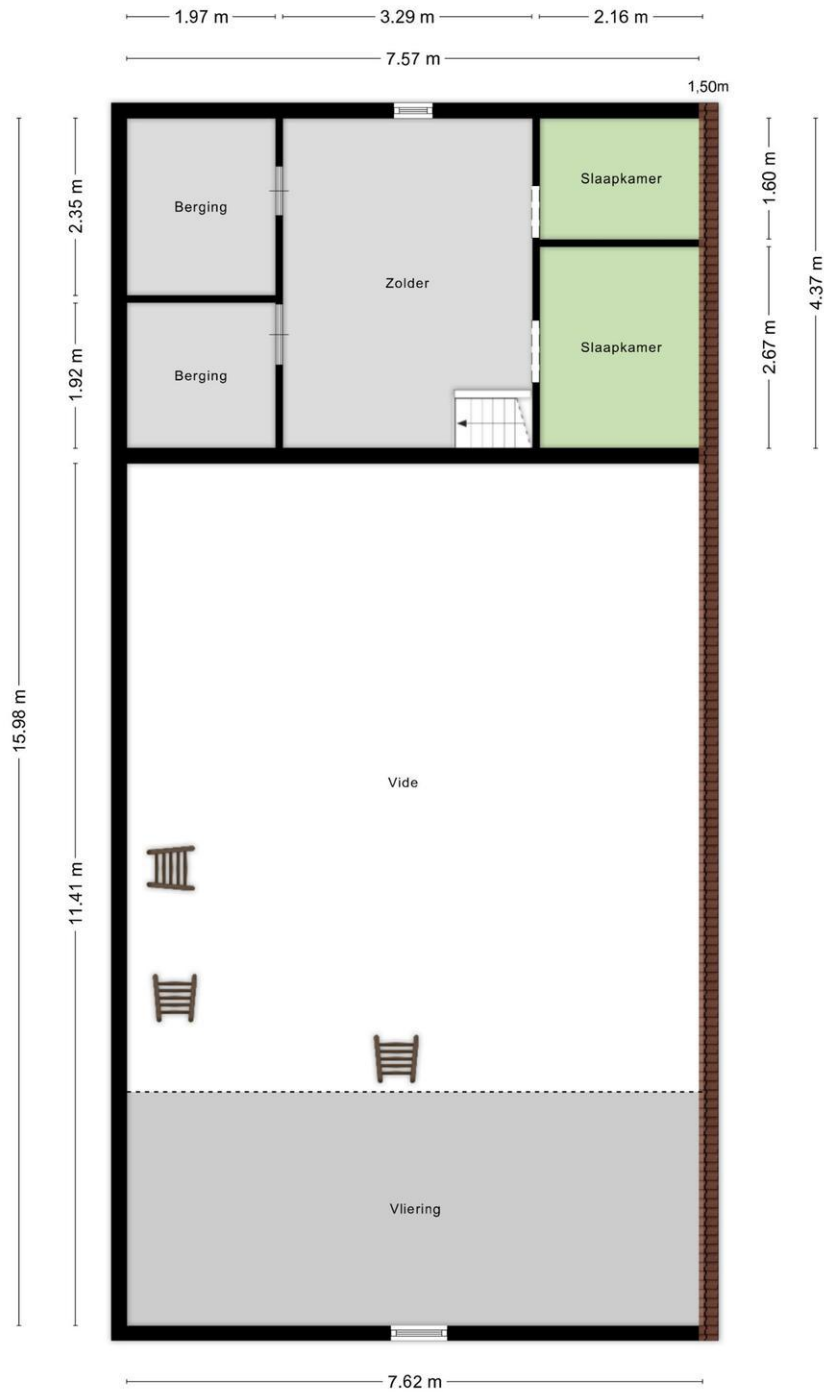 1.97 m
3.29 m
2.16 m
7.57 m
1,50m
Berging
Slaapkamer
2.35 m
1.60 m
Zolder
4.37 m
Berging
Slaapkamer
1.92 m
2.67 m
15.98 m
Vide
11.41 m
Vliering
7.62 m